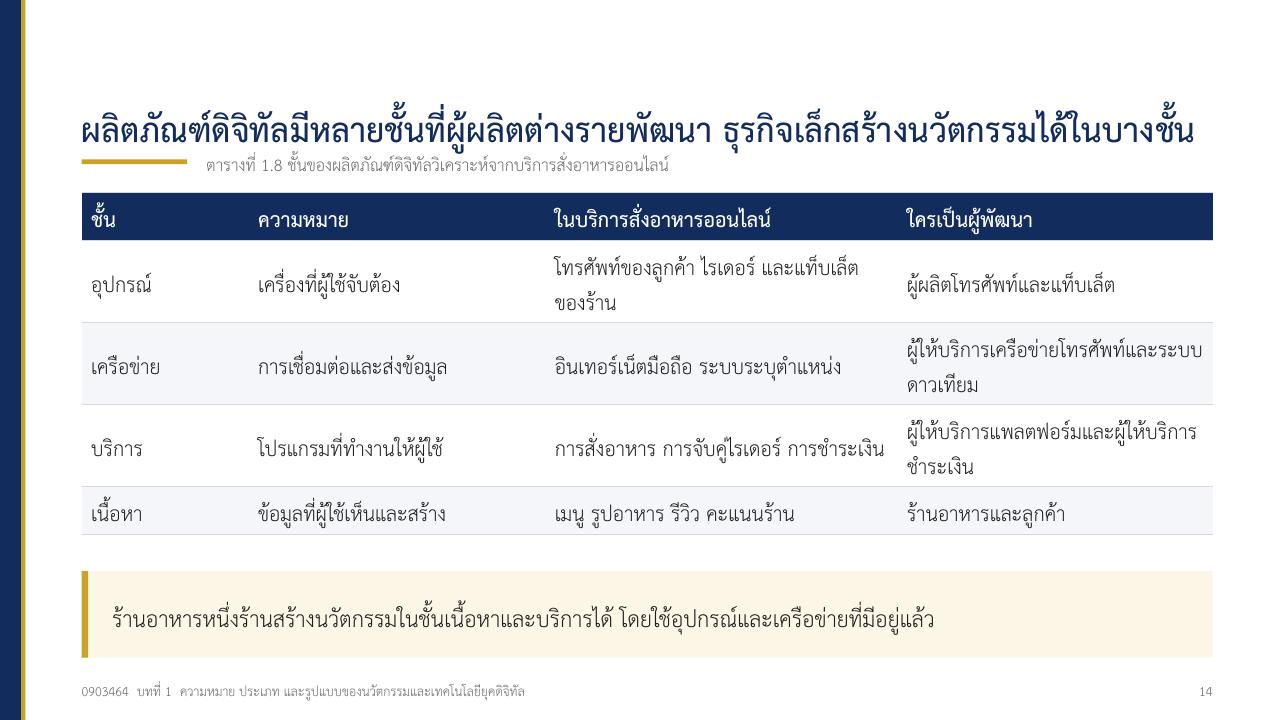 ผลิตภัณฑ์ดิจิทัลมีหลายชั้นที่ผู้ผลิตต่างรายพัฒนา ธุรกิจเล็กสร้างนวัตกรรมได้ในบางชั้น
ตารางที่ 1.8 ชั้นของผลิตภัณฑ์ดิจิทัลวิเคราะห์จากบริการสั่งอาหารออนไลน์
ชั้น ความหมาย ในบริการสั่งอาหารออนไลน์ ใครเป็นผู้พัฒนา
อุปกรณ์ เครื่องที่ผู้ใช้จับต้อง โทรศัพท์ของลูกค้า ไรเดอร์ และแท็บเล็ต
ของร้าน ผู้ผลิตโทรศัพท์และแท็บเล็ต
เครือข่าย การเชื่อมต่อและส่งข้อมูล อินเทอร์เน็ตมือถือ ระบบระบุตำแหน่ง ผู้ให้บริการเครือข่ายโทรศัพท์และระบบ
ดาวเทียม
บริการ โปรแกรมที่ทำงานให้ผู้ใช้ การสั่งอาหาร การจับคู่ไรเดอร์ การชำระเงิน ผู้ให้บริการแพลตฟอร์มและผู้ให้บริการ
ชำระเงิน
เนื้อหา ข้อมูลที่ผู้ใช้เห็นและสร้าง เมนู รูปอาหาร รีวิว คะแนนร้าน ร้านอาหารและลูกค้า
ร้านอาหารหนึ่งร้านสร้างนวัตกรรมในชั้นเนื้อหาและบริการได้ โดยใช้อุปกรณ์และเครือข่ายที่มีอยู่แล้ว
0903464 บทที่ 1 ความหมาย ประเภท และรูปแบบของนวัตกรรมและเทคโนโลยียุคดิจิทัล 14